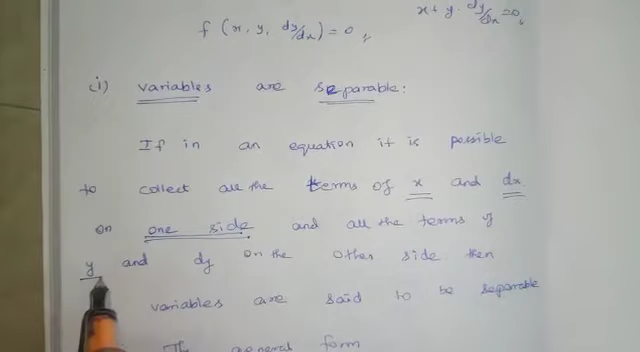 x + y · dy/dx = 0,
f (x, y, dy/dx) = 0,
(i) variables are separable:
If in an equation it is possible
to collect all the terms of x and dx
on one side and all the terms of
y and dy on the other side then
variables are said to be separable
The general form